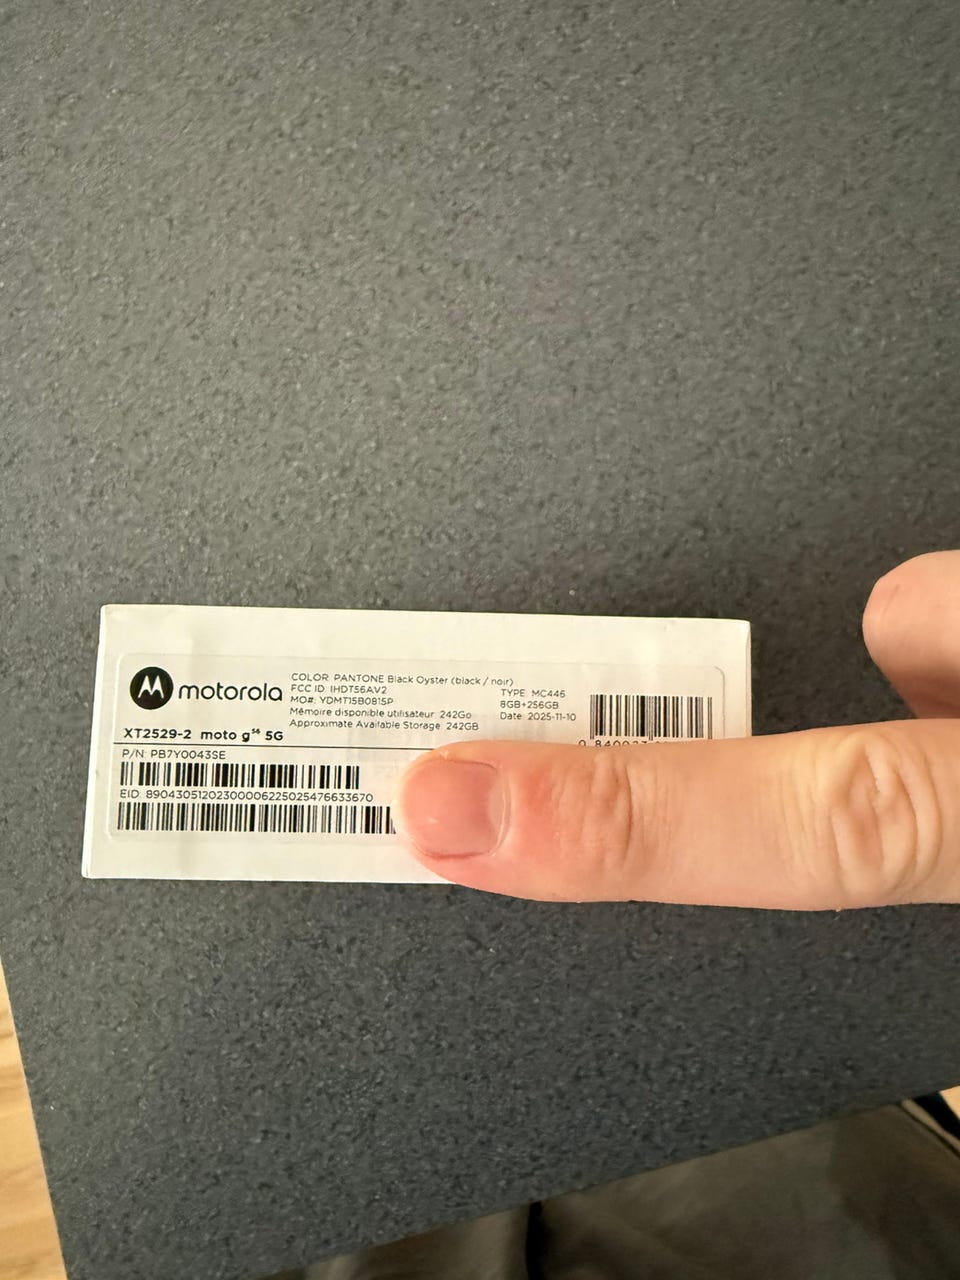 motorola
COLOR: PANTONE Black Oyster (black / noir)
FCC ID: IHDT56AV2
MO#: YDMT15B0815P
Mémoire disponible utilisateur: 242Go
Approximate Available Storage: 242GB
TYPE: MC446
8GB+256GB
Date: 2025-11-10
XT2529-2 moto g⁵⁶ 5G
P/N: PB7Y0043SE
EID: 89043051202300006225025476633670